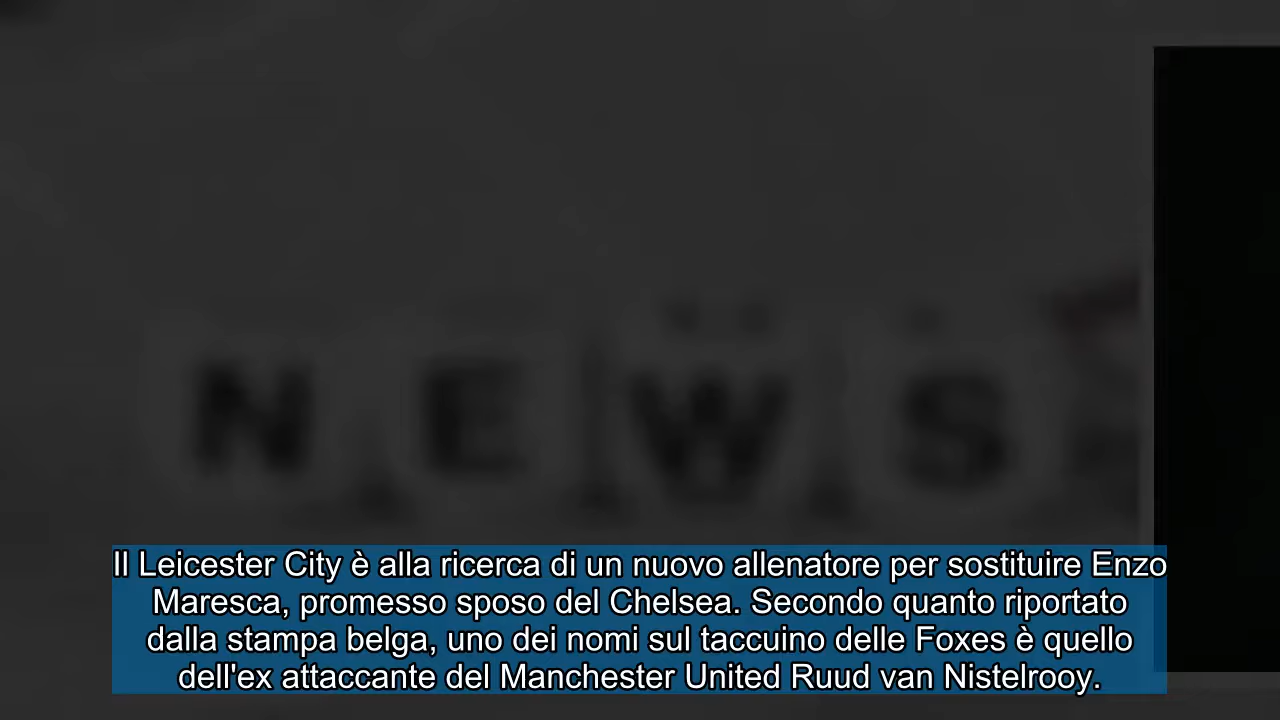 NEWS
Il Leicester City è alla ricerca di un nuovo allenatore per sostituire Enzo
Maresca, promesso sposo del Chelsea. Secondo quanto riportato
dalla stampa belga, uno dei nomi sul taccuino delle Foxes è quello
dell'ex attaccante del Manchester United Ruud van Nistelrooy.